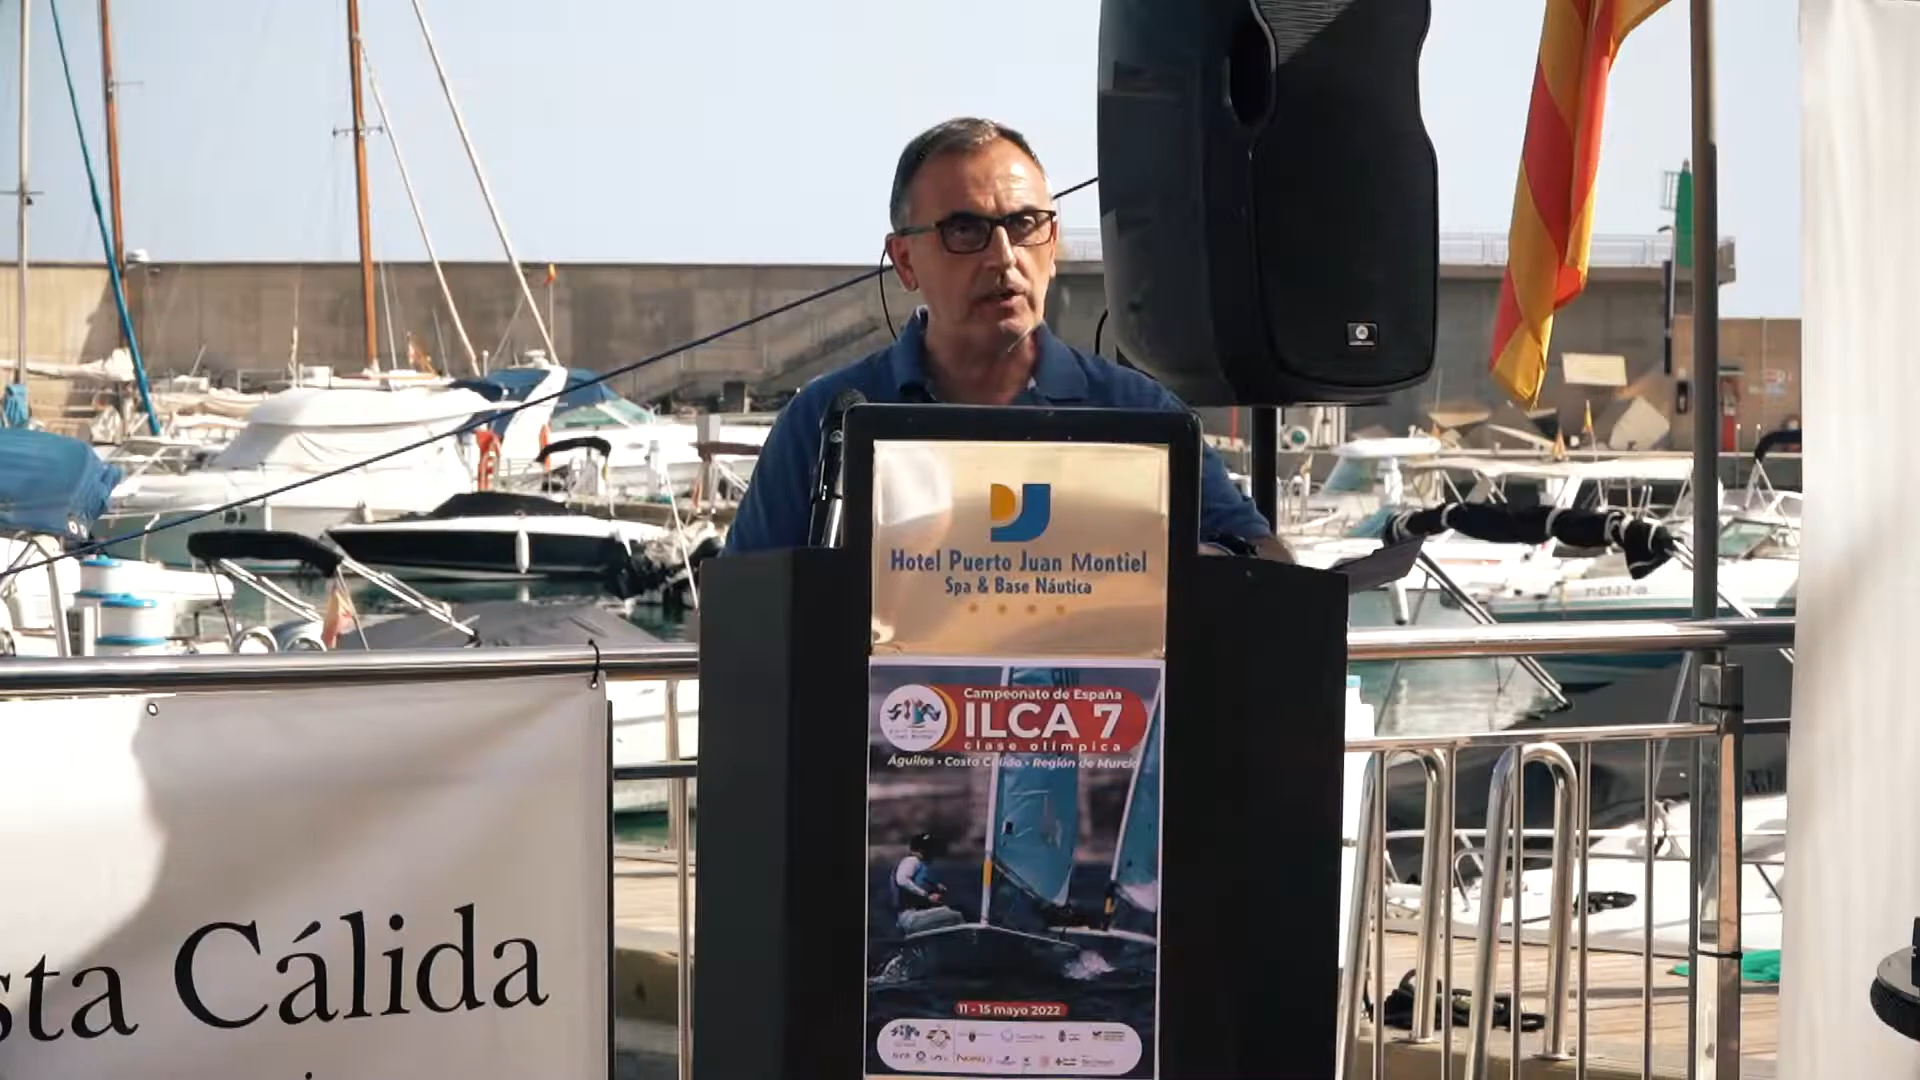 Hotel Puerto Juan Montiel
Spa & Base Náutica
Campeonato de España
ILCA 7
clase olímpica
Águilas • Costa Cálida • Región de Murcia
11 - 15 mayo 2022
sta Cálida